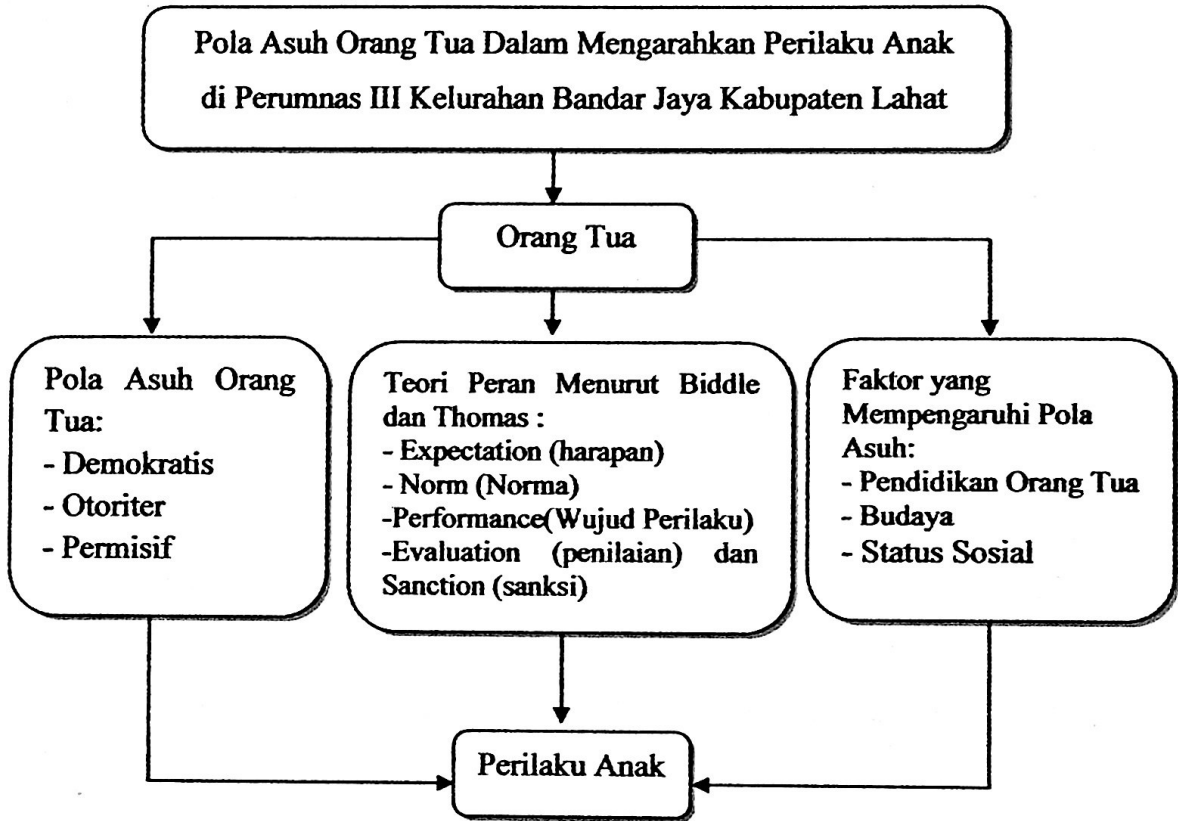 Pola Asuh Orang Tua Dalam Mengarahkan Perilaku Anak
di Perumnas III Kelurahan Bandar Jaya Kabupaten Lahat
Orang Tua
Pola Asuh Orang
Tua:
- Demokratis
- Otoriter
- Permisif
Teori Peran Menurut Biddle
dan Thomas :
- Expectation (harapan)
- Norm (Norma)
-Performance(Wujud Perilaku)
-Evaluation (penilaian) dan
Sanction (sanksi)
Faktor yang
Mempengaruhi Pola
Asuh:
- Pendidikan Orang Tua
- Budaya
- Status Sosial
Perilaku Anak